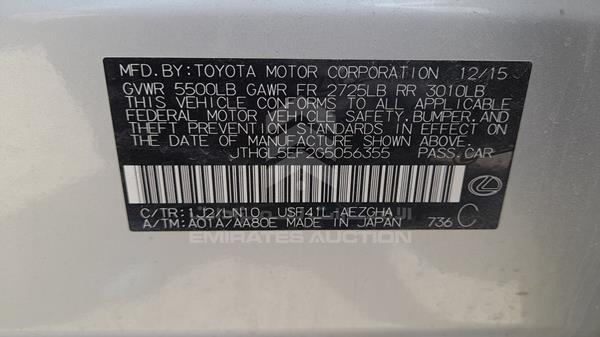 MFD.BY:TOYOTA MOTOR CORPORATION 12/15
GVWR 5500LB GAWR FR 2725LB RR 3010LB
THIS VEHICLE CONFORMS TO ALL APPLICABLE
FEDERAL MOTOR VEHICLE SAFETY,BUMPER,AND
THEFT PREVENTION STANDARDS IN EFFECT ON
THE DATE OF MANUFACTURE SHOWN ABOVE.
JTHGL5EF2G5056355 PASS.CAR
C/TR:1J2/LN10 USF41L-AEZGHA
A/TM:A01A/AA80E MADE IN JAPAN 736 C
EMIRATES AUCTION